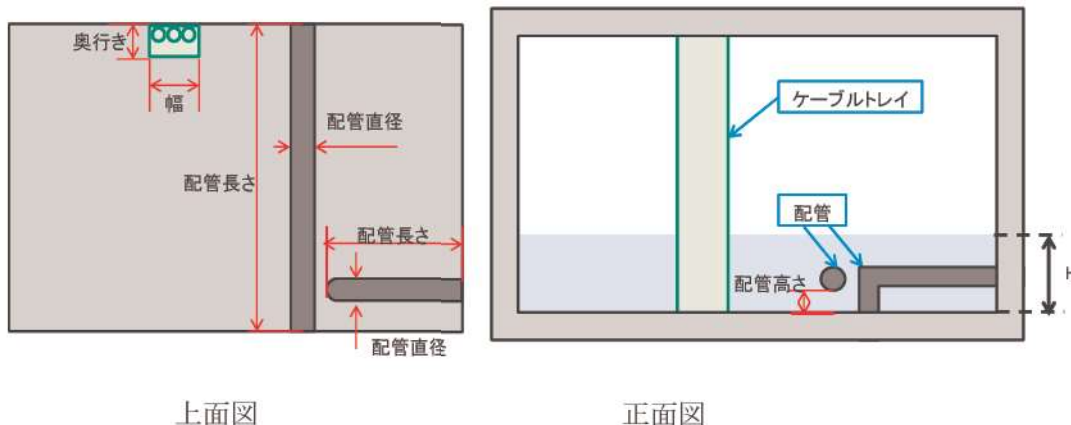 奥行き
幅
配管直径
配管長さ
配管長さ
配管直径
上面図
ケーブルトレイ
配管
配管高さ
正面図